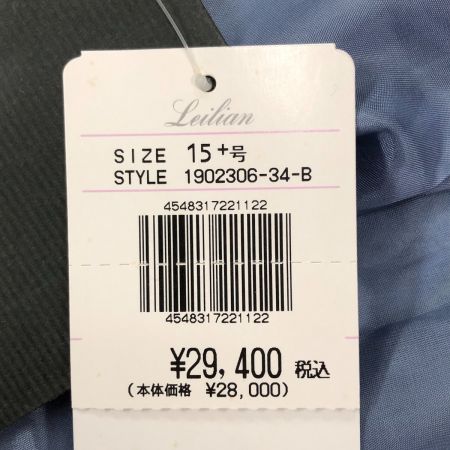 Leilian
SIZE 15+号
STYLE 1902306-34-B
4548317221122
4548317221122
¥29,400 税込
(本体価格 ¥28,000)